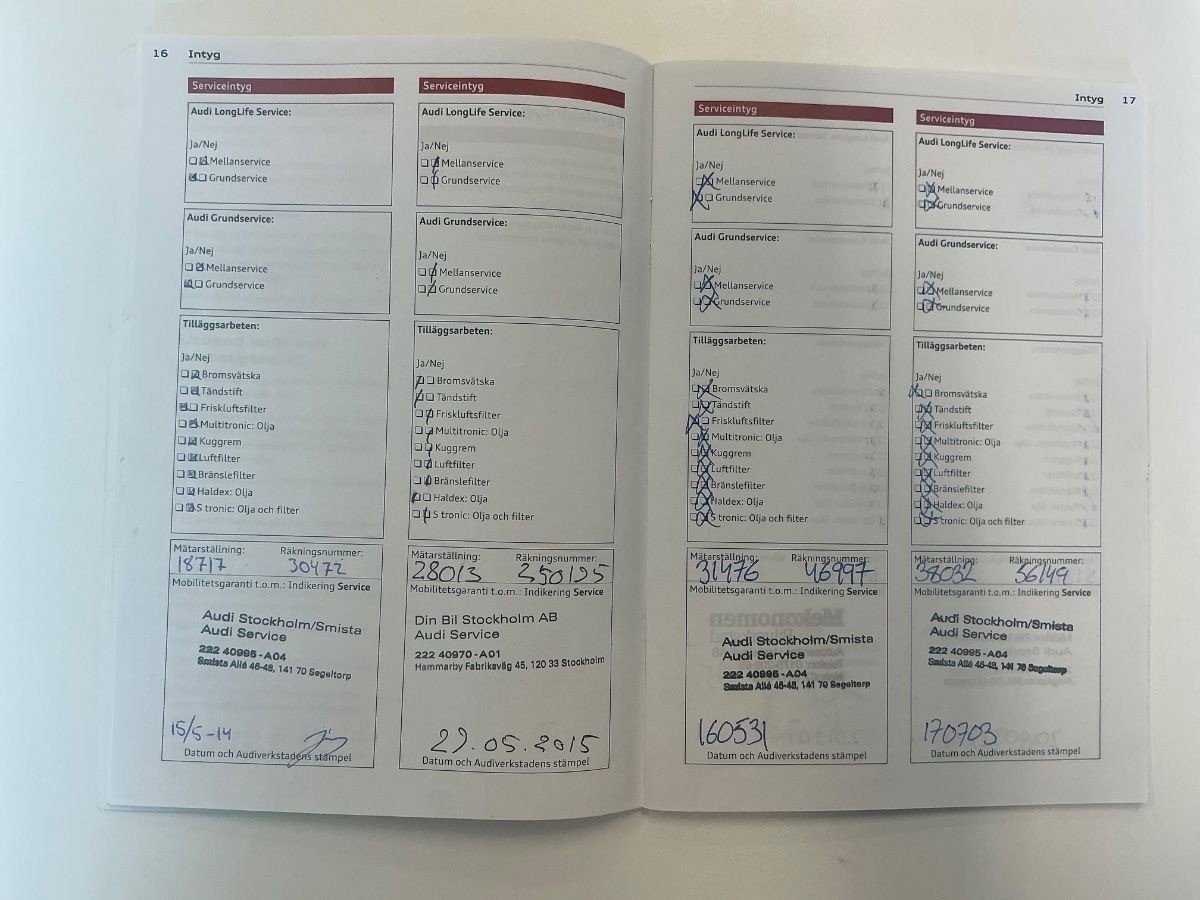 16 Intyg
Serviceintyg
Audi LongLife Service:
Ja/Nej
Mellanservice
Grundservice
Audi Grundservice:
Ja/Nej
Mellanservice
Grundservice
Tilläggsarbeten:
Ja/Nej
Bromsvätska
Tändstift
Friskluftsfilter
Multitronic: Olja
Kuggrem
Luftfilter
Bränslefilter
Haldex: Olja
S tronic: Olja och filter
Mätarställning: Räkningsnummer:
18717 30472
Mobilitetsgaranti t.o.m.: Indikering Service
Audi Stockholm/Smista
Audi Service
222 40995-A04
Smista Allé 46-48, 141 70 Segeltorp
15/5-14
Datum och Audiverkstadens stämpel
Serviceintyg
Audi LongLife Service:
Ja/Nej
Mellanservice
Grundservice
Audi Grundservice:
Ja/Nej
Mellanservice
Grundservice
Tilläggsarbeten:
Ja/Nej
Bromsvätska
Tändstift
Friskluftsfilter
Multitronic: Olja
Kuggrem
Luftfilter
Bränslefilter
Haldex: Olja
S tronic: Olja och filter
Mätarställning: Räkningsnummer:
28013 250125
Mobilitetsgaranti t.o.m.: Indikering Service
Din Bil Stockholm AB
Audi Service
222 40970-A01
Hammarby Fabriksväg 45, 120 33 Stockholm
29.05.2015
Datum och Audiverkstadens stämpel
Intyg 17
Serviceintyg
Audi LongLife Service:
Ja/Nej
Mellanservice
Grundservice
Audi Grundservice:
Ja/Nej
Mellanservice
Grundservice
Tilläggsarbeten:
Ja/Nej
Bromsvätska
Tändstift
Friskluftsfilter
Multitronic: Olja
Kuggrem
Luftfilter
Bränslefilter
Haldex: Olja
S tronic: Olja och filter
Mätarställning: Räkningsnummer:
31476 46997
Mobilitetsgaranti t.o.m.: Indikering Service
Audi Stockholm/Smista
Audi Service
222 40995-A04
Smista Allé 46-48, 141 70 Segeltorp
160531
Datum och Audiverkstadens stämpel
Serviceintyg
Audi LongLife Service:
Ja/Nej
Mellanservice
Grundservice
Audi Grundservice:
Ja/Nej
Mellanservice
Grundservice
Tilläggsarbeten:
Ja/Nej
Bromsvätska
Tändstift
Friskluftsfilter
Multitronic: Olja
Kuggrem
Luftfilter
Bränslefilter
Haldex: Olja
S tronic: Olja och filter
Mätarställning: Räkningsnummer:
38032 56149
Mobilitetsgaranti t.o.m.: Indikering Service
Audi Stockholm/Smista
Audi Service
222 40995-A04
Smista Allé 46-48, 141 70 Segeltorp
170703
Datum och Audiverkstadens stämpel